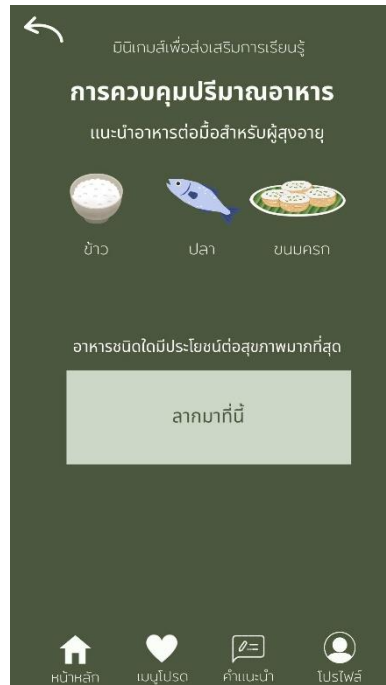 มินิเกมส์เพื่อส่งเสริมการเรียนรู้
การควบคุมปริมาณอาหาร
แนะนำอาหารต่อมื้อสำหรับผู้สูงอายุ
ข้าว ปลา ขนมครก
อาหารชนิดใดมีประโยชน์ต่อสุขภาพมากที่สุด
ลากมาที่นี้
หน้าหลัก เมนูโปรด คำแนะนำ โปรไฟล์